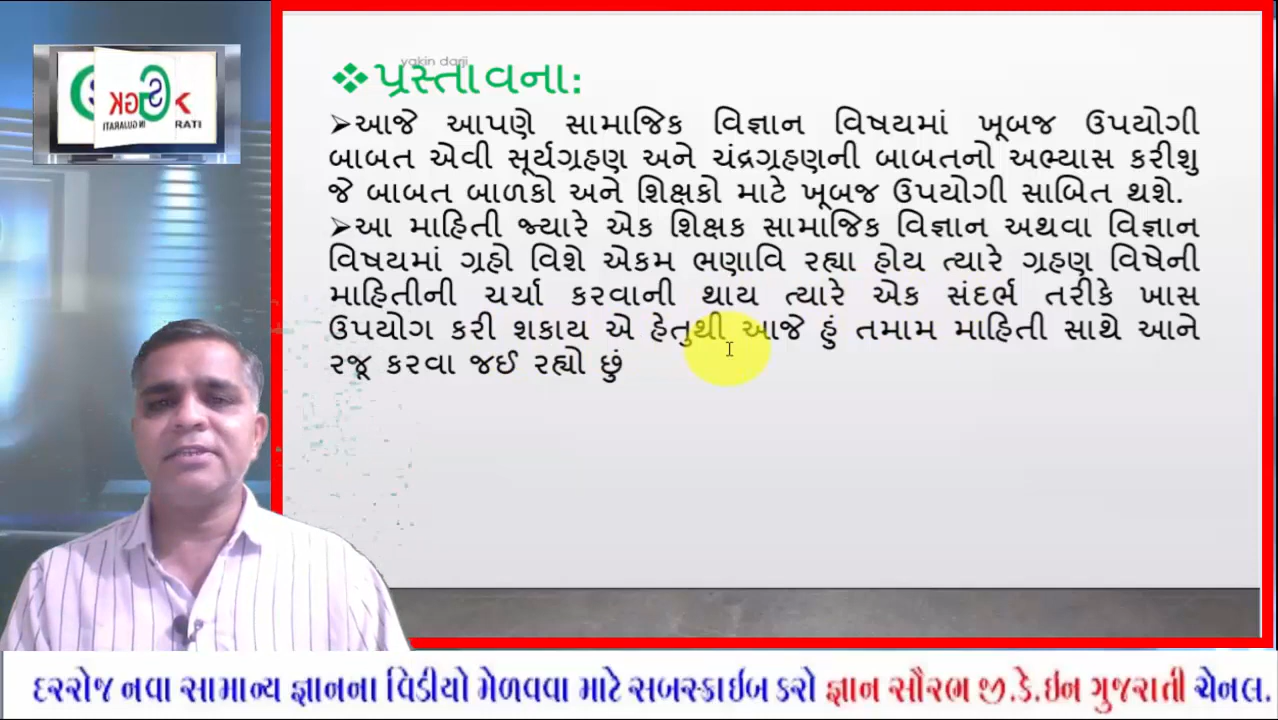 yakin darji
❖પ્રસ્તાવના:
➢આજે આપણે સામાજિક વિજ્ઞાન વિષયમાં ખૂબજ ઉપયોગી
બાબત એવી સૂર્યગ્રહણ અને ચંદ્રગ્રહણની બાબતનો અભ્યાસ કરીશુ
જે બાબત બાળકો અને શિક્ષકો માટે ખૂબજ ઉપયોગી સાબિત થશે.
➢આ માહિતી જ્યારે એક શિક્ષક સામાજિક વિજ્ઞાન અથવા વિજ્ઞાન
વિષયમાં ગ્રહો વિશે એકમ ભણાવિ રહ્યા હોય ત્યારે ગ્રહણ વિષેની
માહિતીની ચર્ચા કરવાની થાય ત્યારે એક સંદર્ભ તરીકે ખાસ
ઉપયોગ કરી શકાય એ હેતુથી આજે હું તમામ માહિતી સાથે આને
રજૂ કરવા જઈ રહ્યો છું
દરરોજ નવા સામાન્ય જ્ઞાનના વિડીયો મેળવવા માટે સબસ્ક્રાઇબ કરો જ્ઞાન સૌરભ જી.કે.ઇન ગુજરાતી ચેનલ.